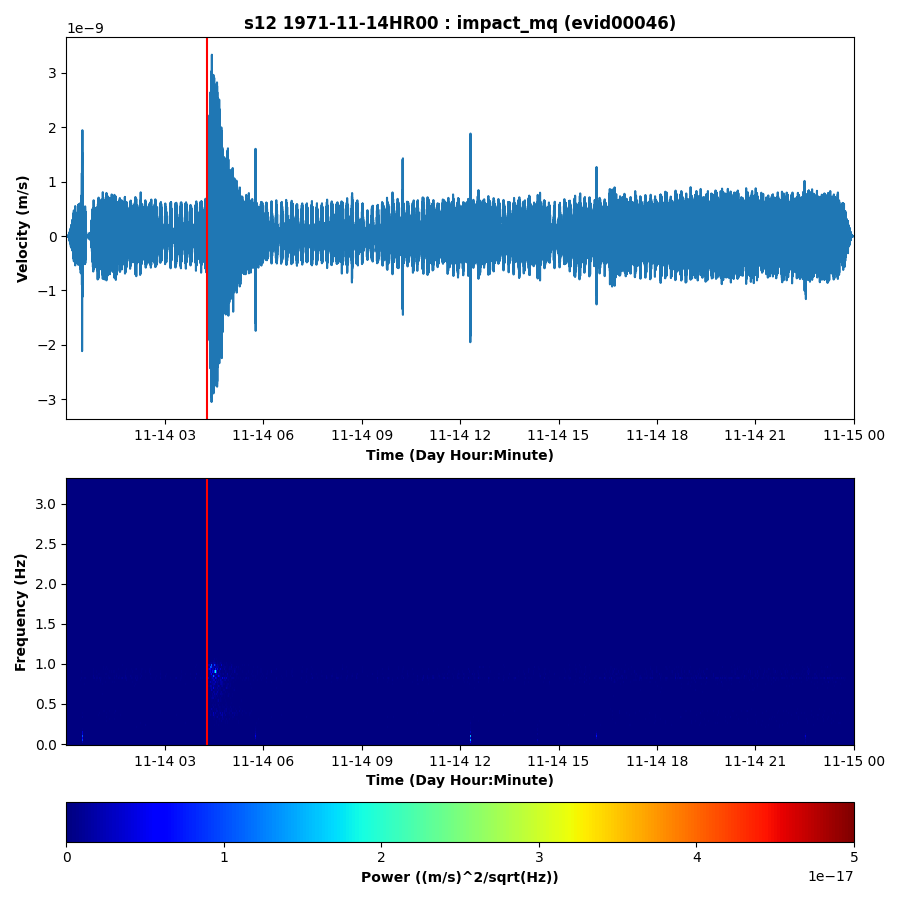 s12 1971-11-14HR00 : impact_mq (evid00046)
1e−9
3
2
1
0
−1
−2
−3
Velocity (m/s)
11-14 03 11-14 06 11-14 09 11-14 12 11-14 15 11-14 18 11-14 21 11-15 00
Time (Day Hour:Minute)
3.0
2.5
2.0
1.5
1.0
0.5
0.0
Frequency (Hz)
11-14 03 11-14 06 11-14 09 11-14 12 11-14 15 11-14 18 11-14 21 11-15 00
Time (Day Hour:Minute)
0 1 2 3 4 5
Power ((m/s)^2/sqrt(Hz))
1e−17